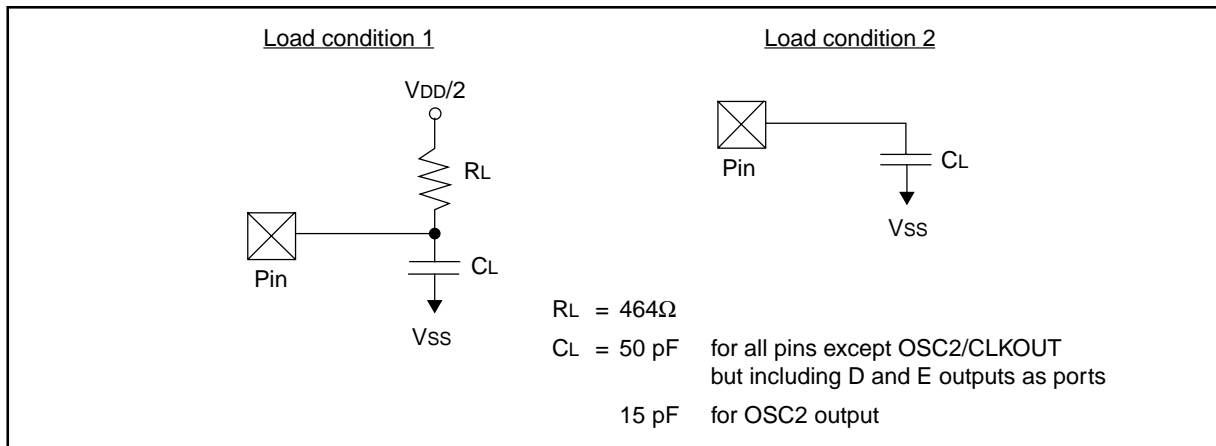 Load condition 1
VDD/2
RL
Pin
CL
VSS
Load condition 2
Pin
CL
VSS
RL = 464Ω
CL = 50 pF for all pins except OSC2/CLKOUT
but including D and E outputs as ports
15 pF for OSC2 output